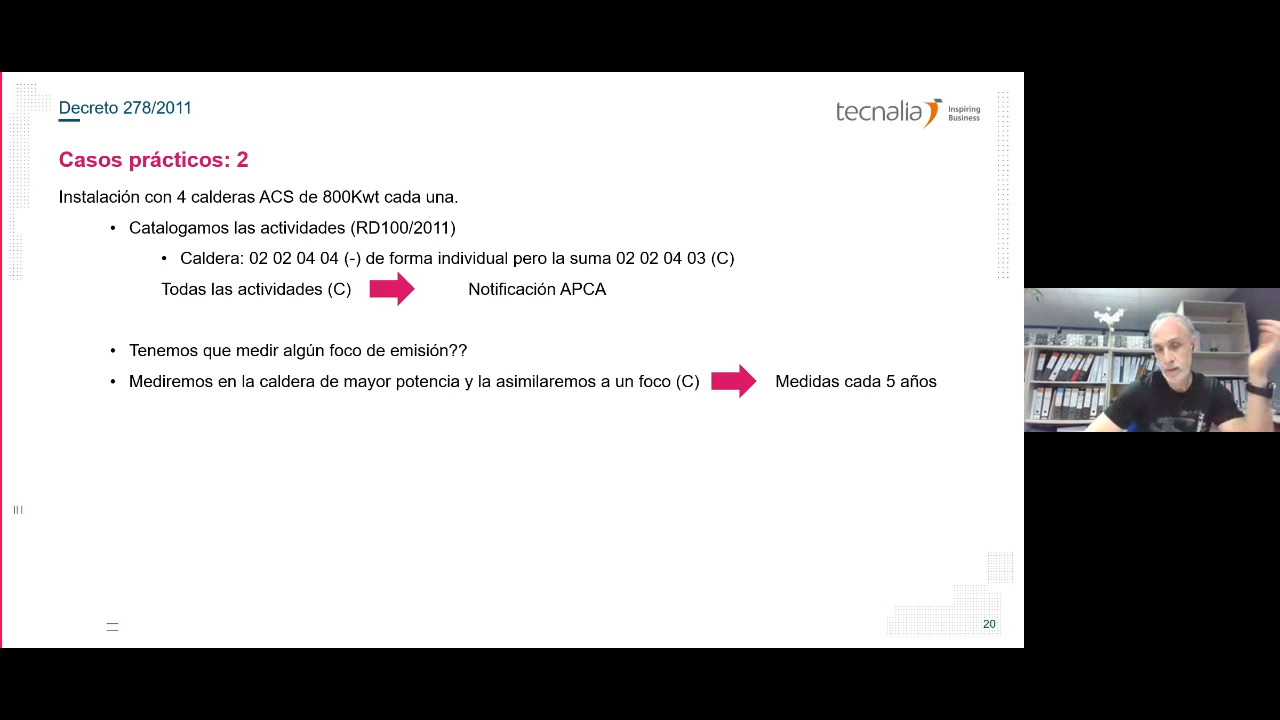 Decreto 278/2011
tecnalia Inspiring Business
Casos prácticos: 2
Instalación con 4 calderas ACS de 800Kwt cada una.
• Catalogamos las actividades (RD100/2011)
• Caldera: 02 02 04 04 (-) de forma individual pero la suma 02 02 04 03 (C)
Todas las actividades (C) Notificación APCA
• Tenemos que medir algún foco de emisión??
• Mediremos en la caldera de mayor potencia y la asimilaremos a un foco (C) Medidas cada 5 años
20